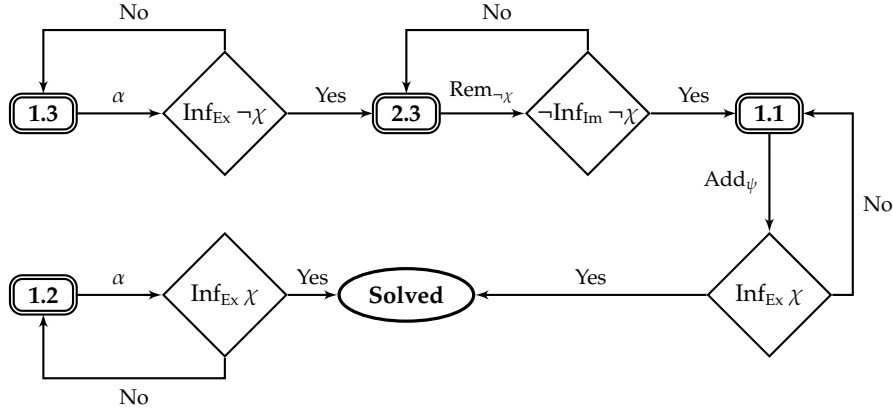 No
No
1.3
α
Inf_Ex ¬χ
Yes
2.3
Rem_¬χ
¬Inf_Im ¬χ
Yes
1.1
Add_ψ
No
1.2
α
Inf_Ex χ
Yes
Solved
Yes
Inf_Ex χ
No